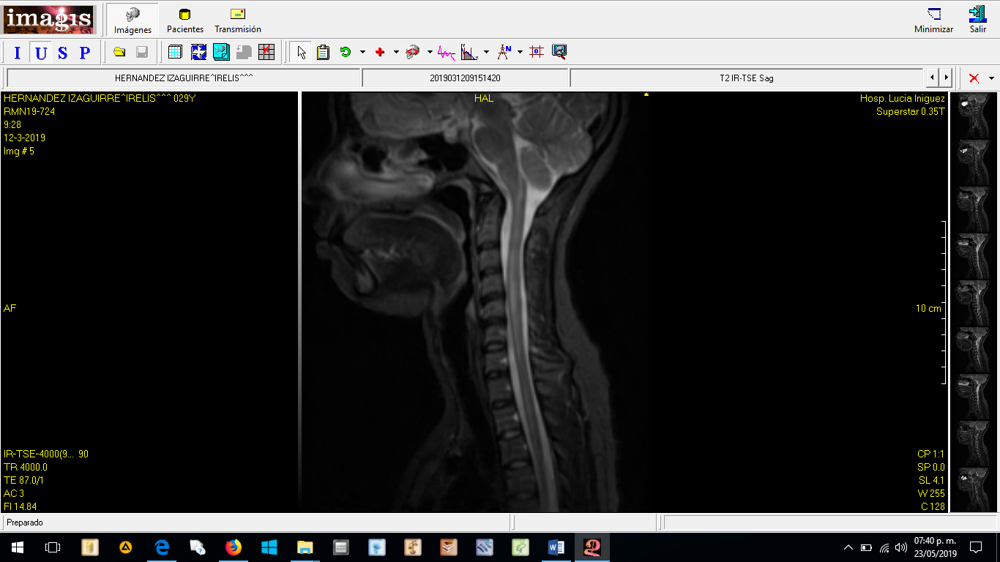 imagis
Imágenes
Pacientes
Transmisión
Minimizar
Salir
I U S P
HERNANDEZ IZAGUIRRE^IRELIS^^^
2019031209151420
T2 IR-TSE Sag
HERNANDEZ IZAGUIRRE^IRELIS^^^ 029Y
RMN19-724
9:28
12-3-2019
Img # 5
HAL
*
Hosp. Lucia Iniguez
Superstar 0.35T
AF
10 cm
IR-TSE-4000(9... 90
TR 4000.0
TE 87.0/1
AC 3
FI 14.84
CP 1:1
SP 0.0
SL 4.1
W 255
C 128
Preparado
07:40 p. m.
23/05/2019